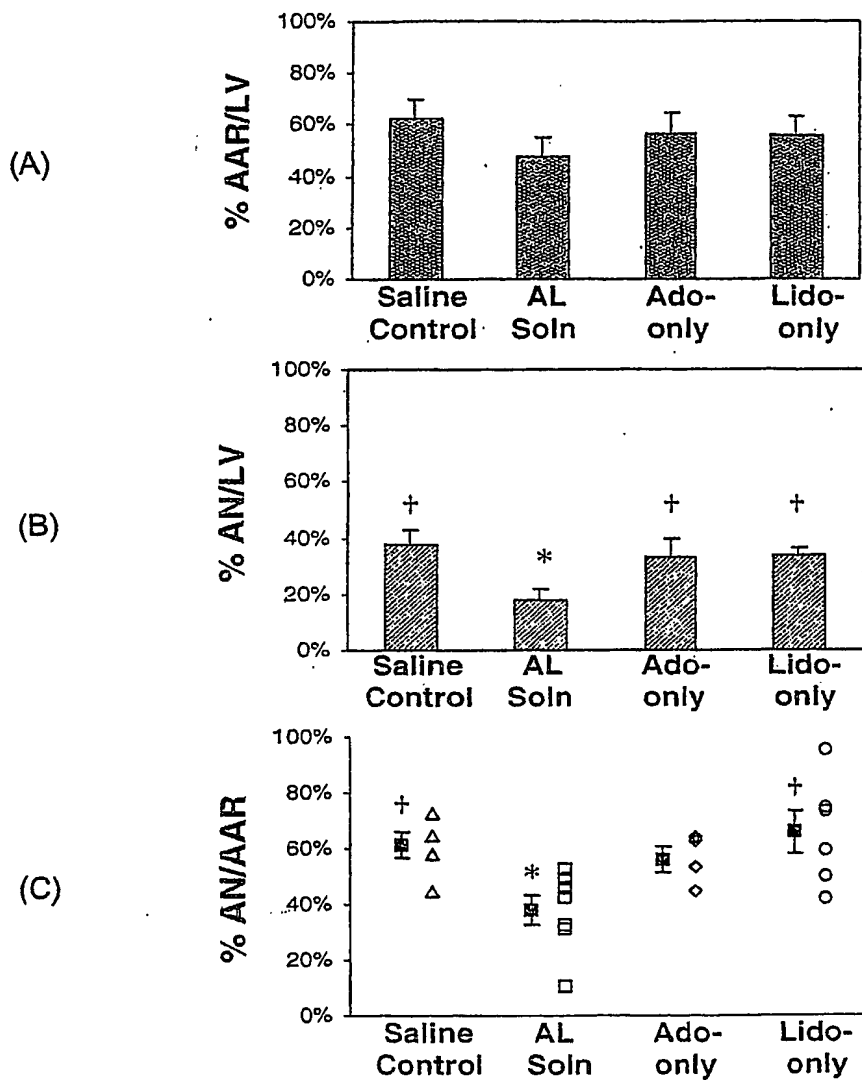 (A)
% AAR/LV
100%
80%
60%
40%
20%
0%
Saline Control
AL Soln
Ado-only
Lido-only
(B)
% AN/LV
100%
80%
60%
40%
20%
0%
†
*
†
†
Saline Control
AL Soln
Ado-only
Lido-only
(C)
% AN/AAR
100%
80%
60%
40%
20%
0%
†
*
†
Saline Control
AL Soln
Ado-only
Lido-only